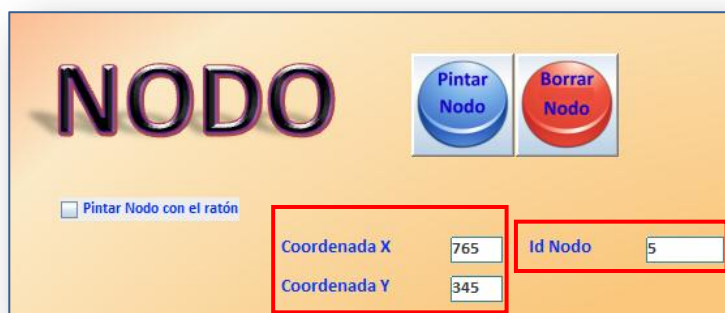 NODO
Pintar
Nodo
Borrar
Nodo
Pintar Nodo con el ratón
Coordenada X 765 Id Nodo 5
Coordenada Y 345